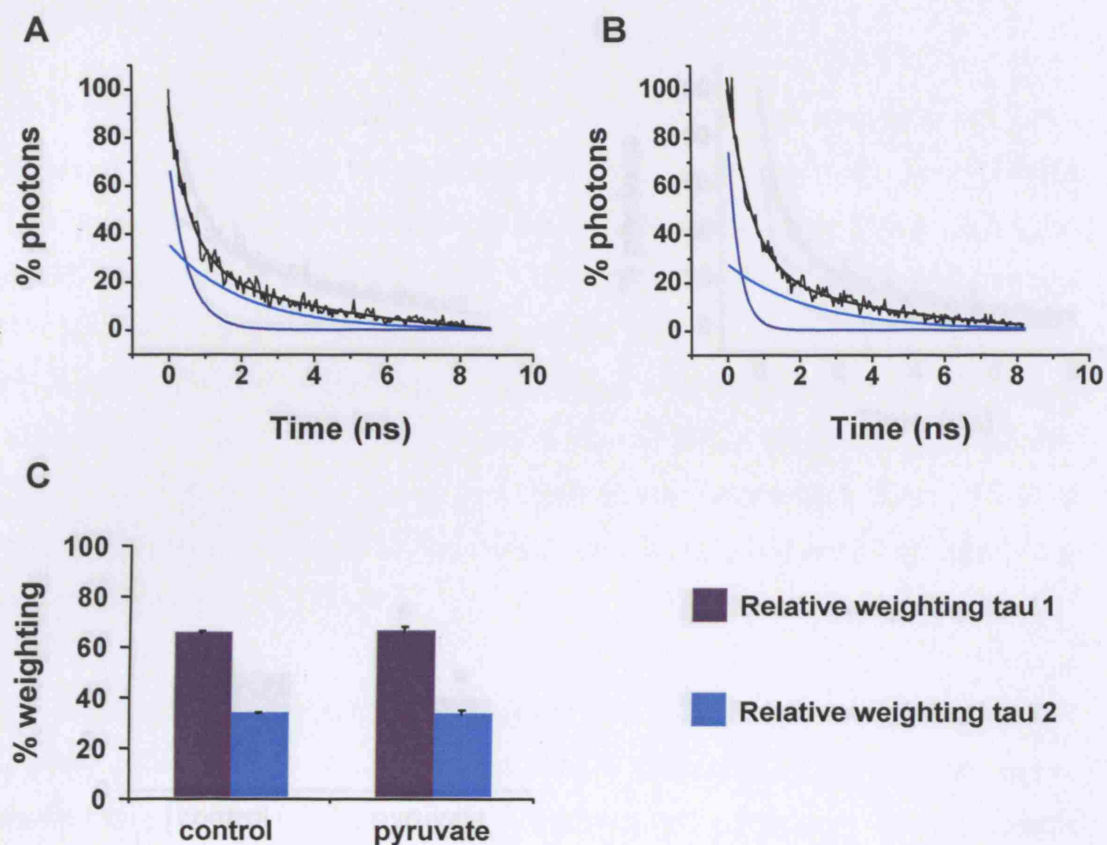 A
% photons
100
80
60
40
20
0
0 2 4 6 8 10
Time (ns)
B
% photons
100
80
60
40
20
0
0 2 4 6 8 10
Time (ns)
C
% weighting
100
80
60
40
20
0
control pyruvate
Relative weighting tau 1
Relative weighting tau 2